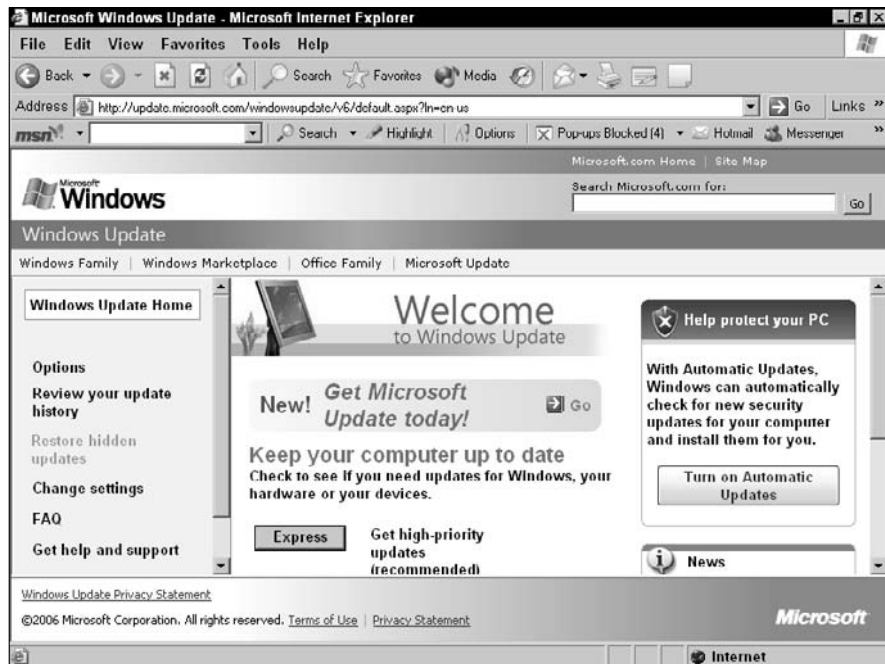 Microsoft Windows Update - Microsoft Internet Explorer
File Edit View Favorites Tools Help
Back Search Favorites Media
Address http://update.microsoft.com/windowsupdate/v6/default.aspx?ln=en-us Go Links »
msn Search Highlight Options Pop-ups Blocked (4) Hotmail Messenger »
Microsoft.com Home | Site Map
Microsoft
Windows
Search Microsoft.com for:
Go
Windows Update
Windows Family | Windows Marketplace | Office Family | Microsoft Update
Windows Update Home
Options
Review your update
history
Restore hidden
updates
Change settings
FAQ
Get help and support
Welcome
to Windows Update
New! Get Microsoft
Update today! Go
Keep your computer up to date
Check to see if you need updates for Windows, your
hardware or your devices.
Express Get high-priority
updates
(recommended)
Help protect your PC
With Automatic Updates,
Windows can automatically
check for new security
updates for your computer
and install them for you.
Turn on Automatic
Updates
News
Windows Update Privacy Statement
©2006 Microsoft Corporation. All rights reserved. Terms of Use | Privacy Statement
Microsoft
Internet